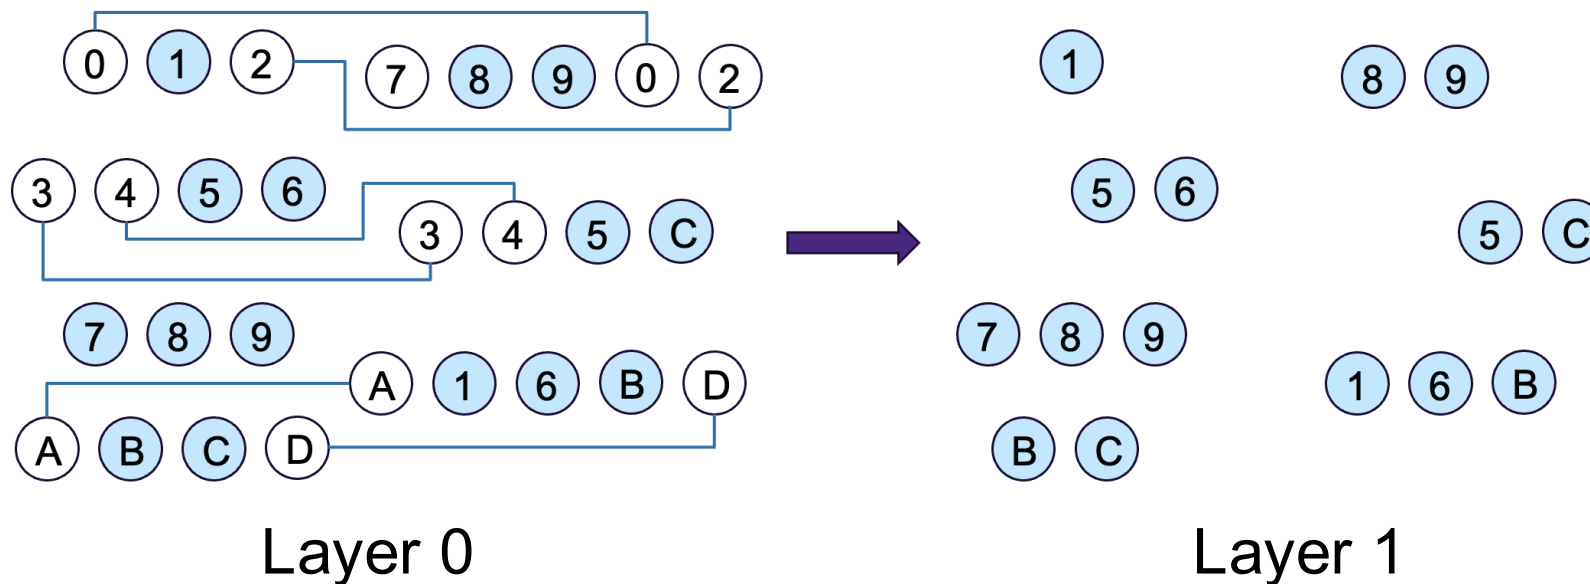 0 1 2
7 8 9 0 2
3 4 5 6
3 4 5 C
7 8 9
A 1 6 B D
A B C D
Layer 0
1
8 9
5 6
5 C
7 8 9
1 6 B
B C
Layer 1